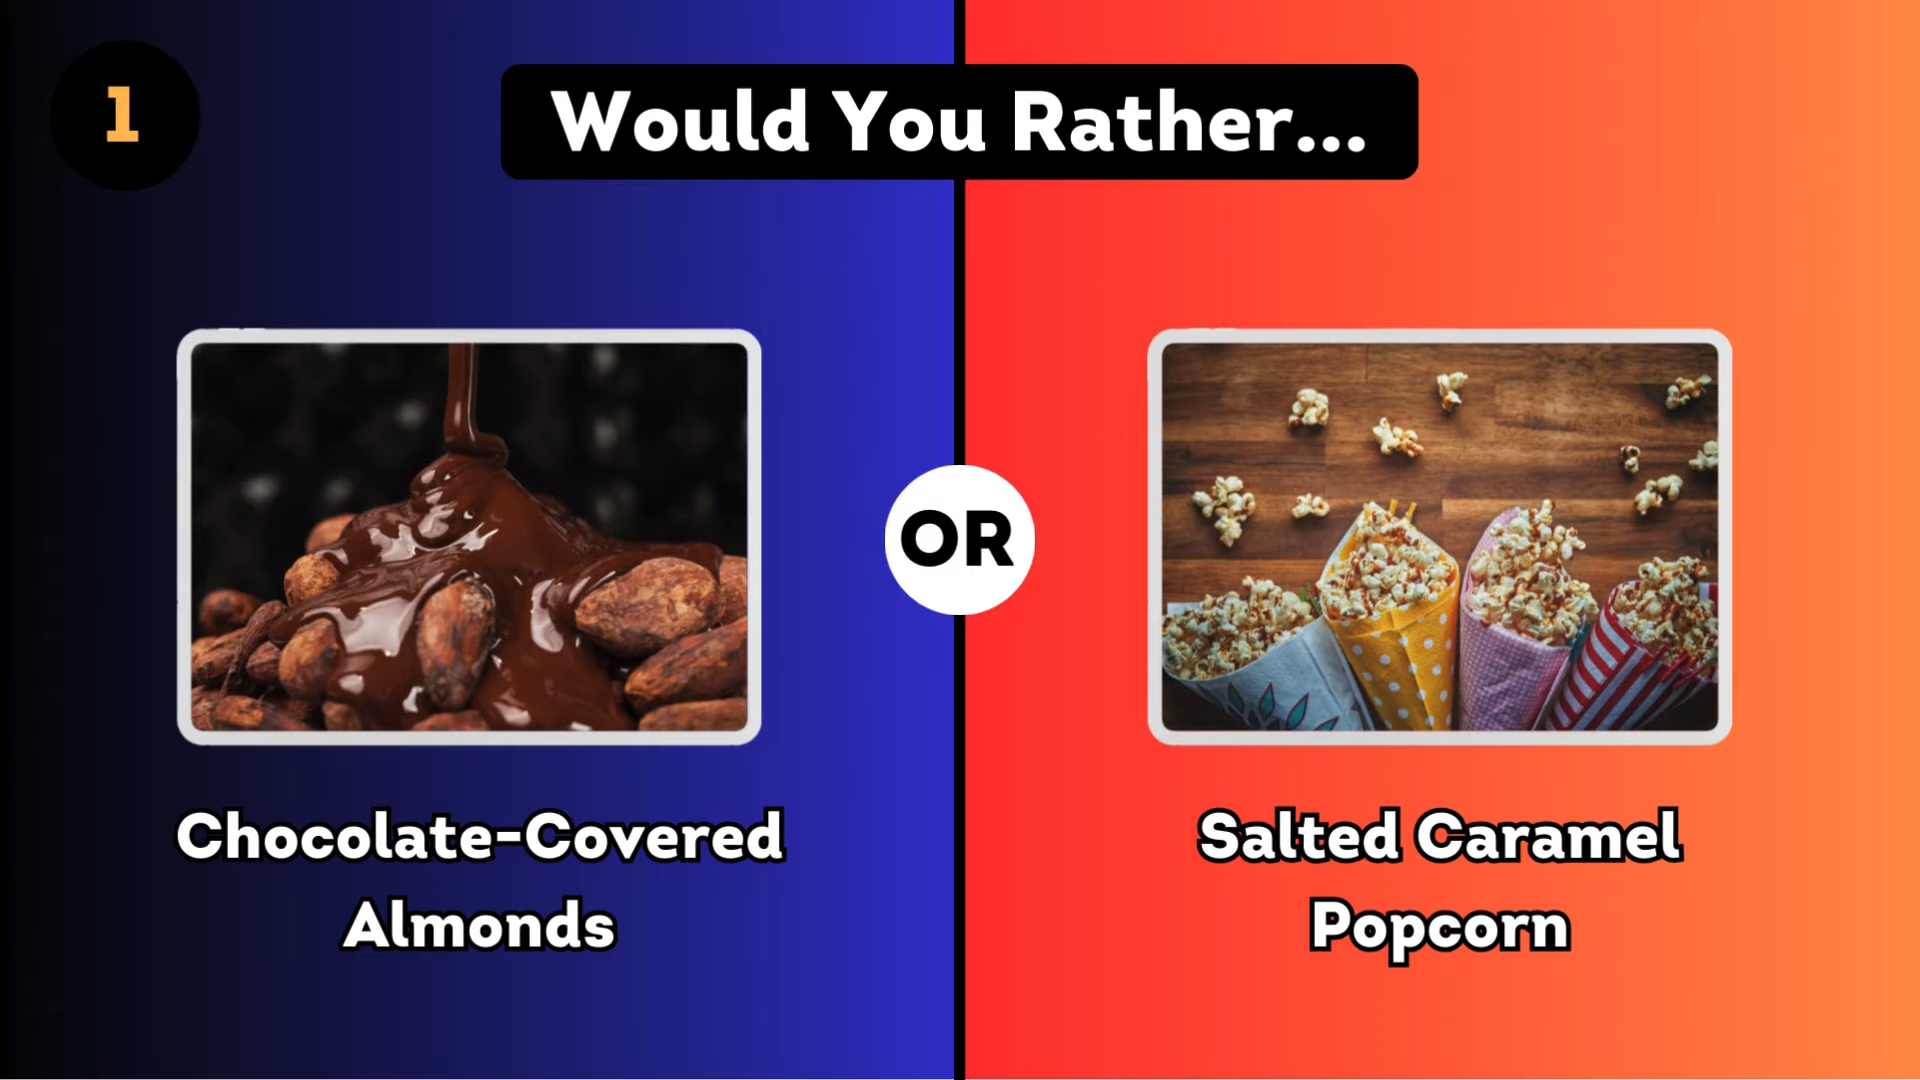 1
Would You Rather...
OR
Chocolate-Covered
Almonds
Salted Caramel
Popcorn